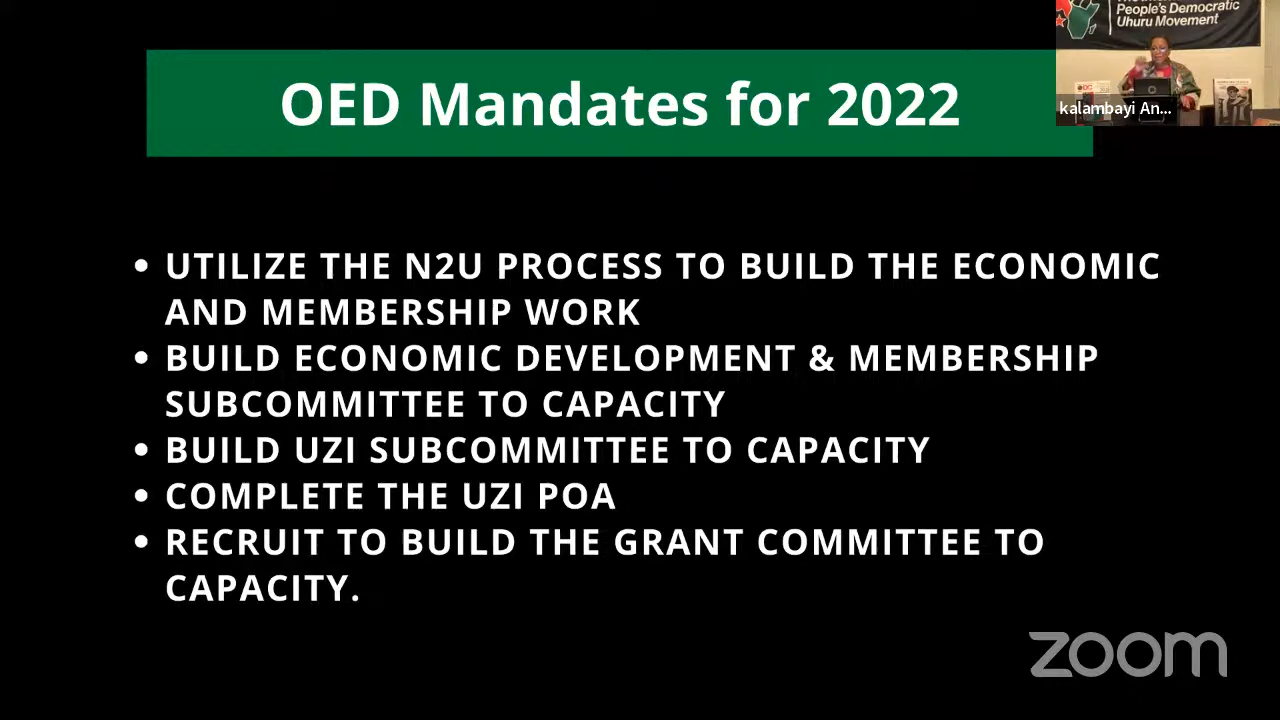 People's Democratic
Uhuru Movement
kalambayi An...
OED Mandates for 2022
• UTILIZE THE N2U PROCESS TO BUILD THE ECONOMIC
AND MEMBERSHIP WORK
• BUILD ECONOMIC DEVELOPMENT & MEMBERSHIP
SUBCOMMITTEE TO CAPACITY
• BUILD UZI SUBCOMMITTEE TO CAPACITY
• COMPLETE THE UZI POA
• RECRUIT TO BUILD THE GRANT COMMITTEE TO
CAPACITY.
zoom